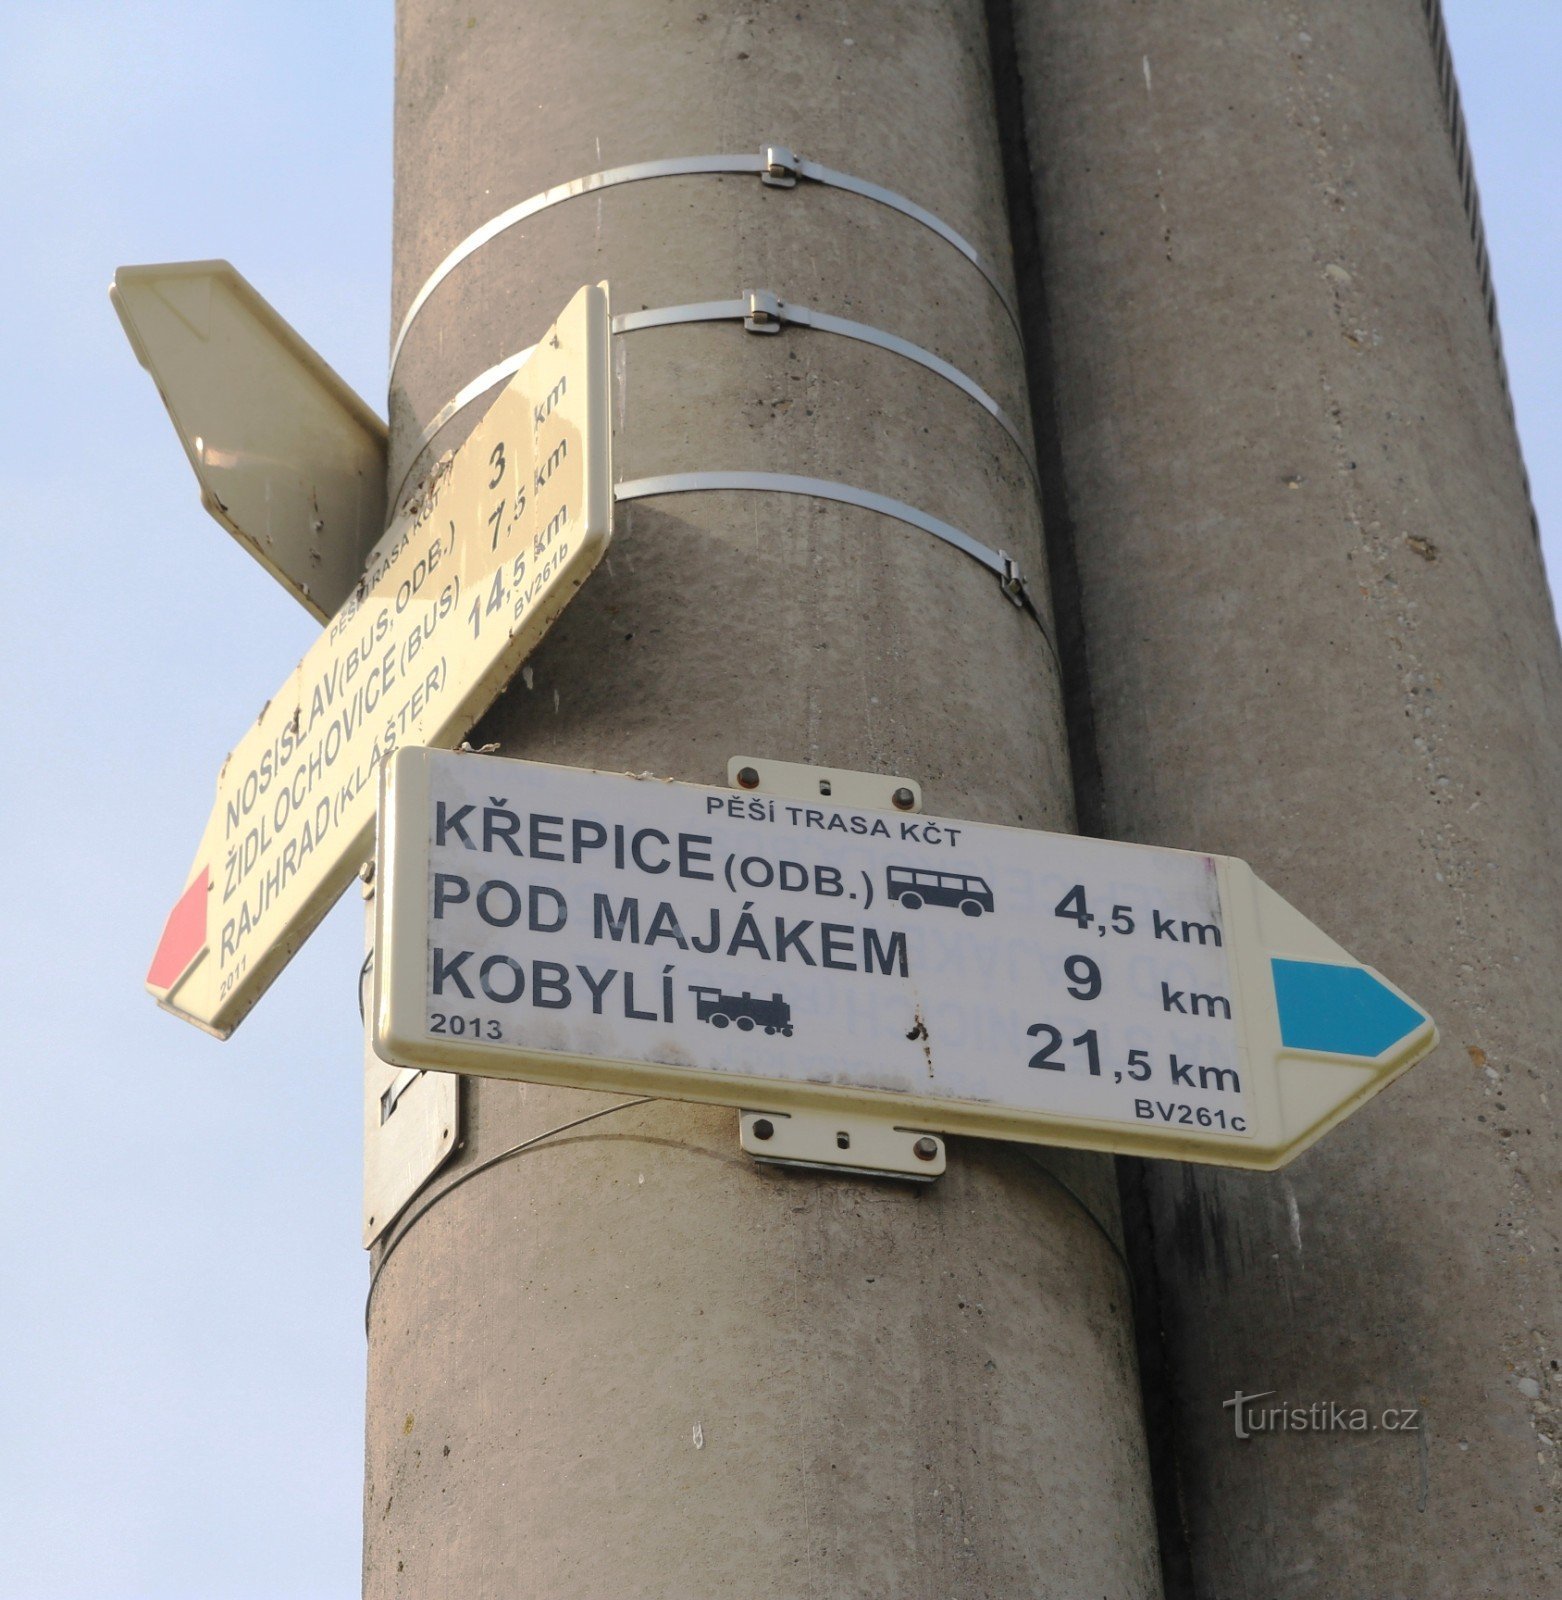 PĚŠÍ TRASA KČT
NOSISLAV (BUS, ODB.) 3 km
ŽIDLOCHOVICE (BUS) 7,5 km
RAJHRAD (KLÁŠTER) 14,5 km
2011 BV261b
PĚŠÍ TRASA KČT
KŘEPICE (ODB.) 4,5 km
POD MAJÁKEM 9 km
KOBYLÍ 21,5 km
2013 BV261c
Turistika.cz